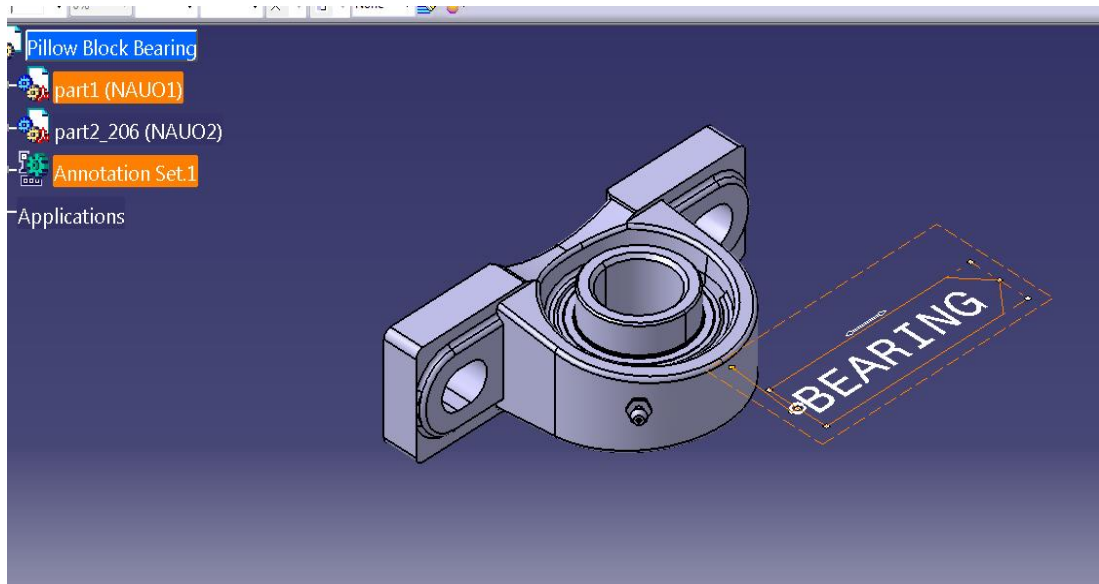 Pillow Block Bearing
part1 (NAUO1)
part2_206 (NAUO2)
Annotation Set.1
Applications
BEARING